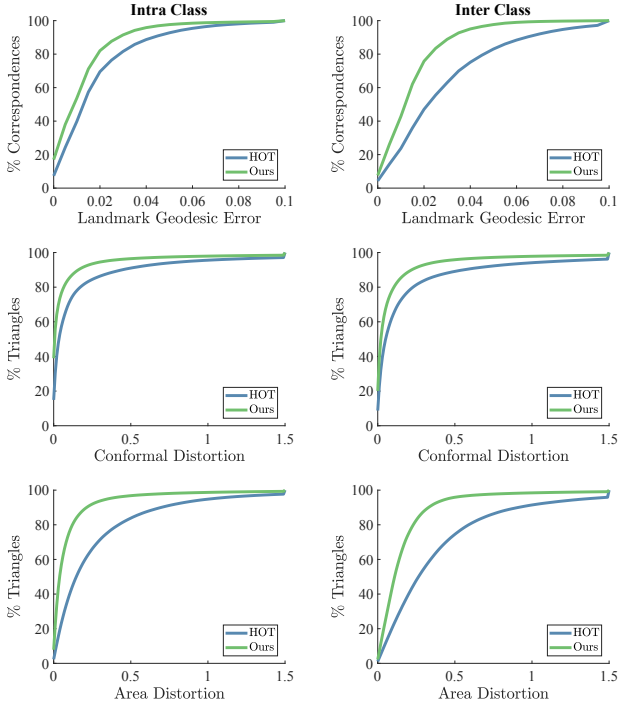 Intra Class
Inter Class
100
80
60
40
20
0
% Correspondences
HOT
Ours
0 0.02 0.04 0.06 0.08 0.1
Landmark Geodesic Error
100
80
60
40
20
0
% Correspondences
HOT
Ours
0 0.02 0.04 0.06 0.08 0.1
Landmark Geodesic Error
100
80
60
40
20
0
% Triangles
HOT
Ours
0 0.5 1 1.5
Conformal Distortion
100
80
60
40
20
0
% Triangles
HOT
Ours
0 0.5 1 1.5
Conformal Distortion
100
80
60
40
20
0
% Triangles
HOT
Ours
0 0.5 1 1.5
Area Distortion
100
80
60
40
20
0
% Triangles
HOT
Ours
0 0.5 1 1.5
Area Distortion